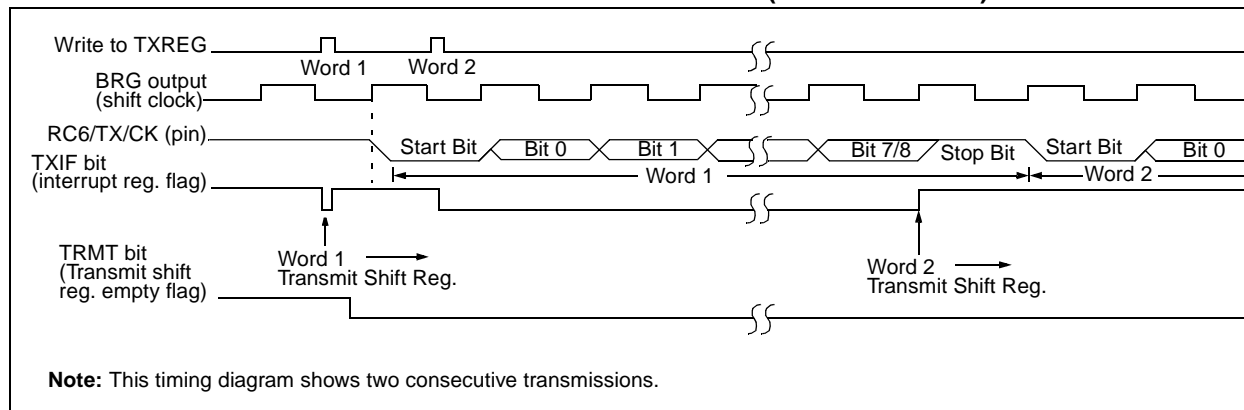 Write to TXREG
Word 1
Word 2
BRG output
(shift clock)
RC6/TX/CK (pin)
Start Bit
Bit 0
Bit 1
Bit 7/8
Stop Bit
Start Bit
Bit 0
TXIF bit
(interrupt reg. flag)
Word 1
Word 2
Word 1
Transmit Shift Reg.
Word 2
Transmit Shift Reg.
TRMT bit
(Transmit shift
reg. empty flag)
Note: This timing diagram shows two consecutive transmissions.